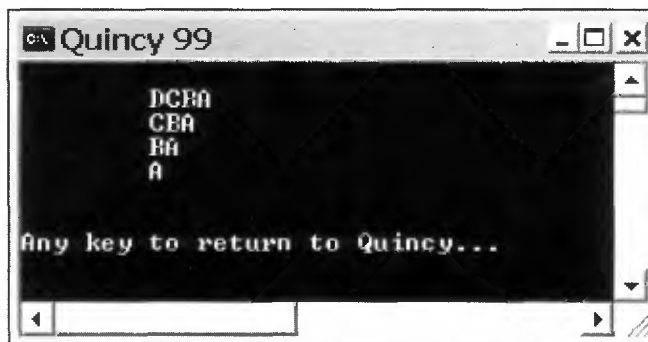 Quincy 99
DCBA
CBA
BA
A
Any key to return to Quincy...